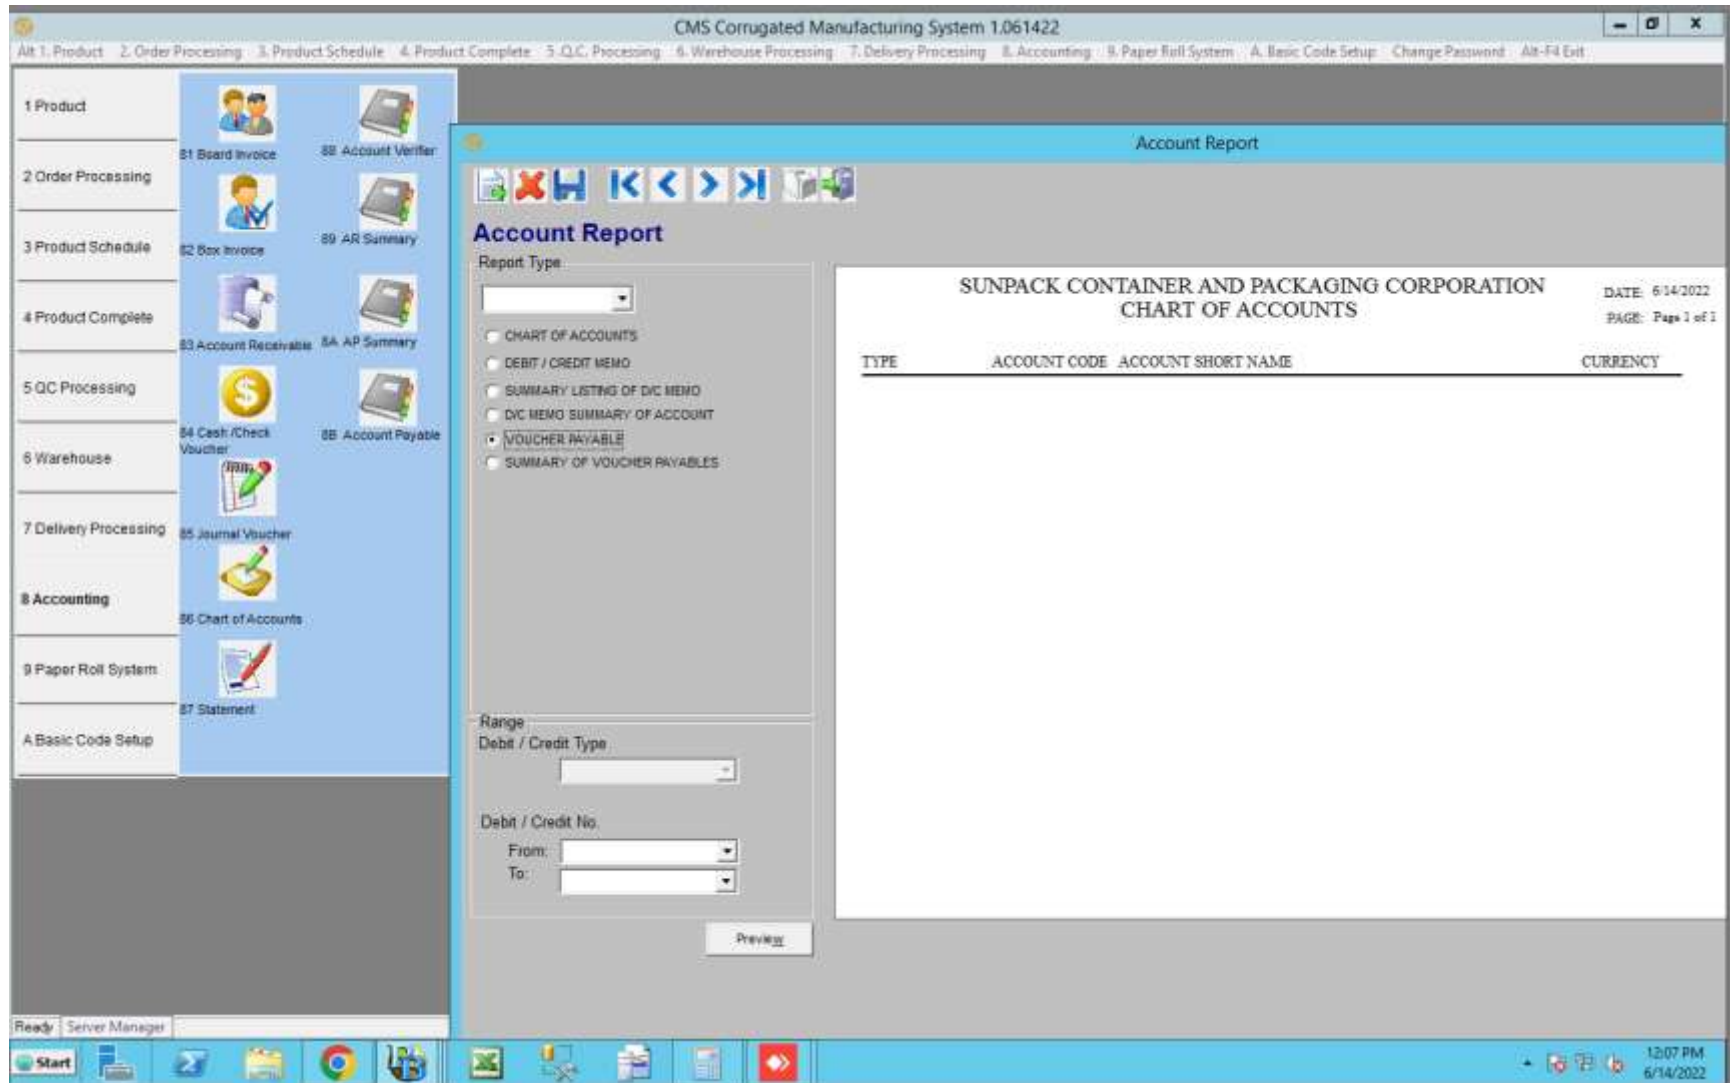 CMS Corrugated Manufacturing System 1.061422
Alt 1. Product 2. Order Processing 3. Product Schedule 4. Product Complete 5 .Q.C. Processing 6. Warehouse Processing 7. Delivery Processing 8. Accounting 9. Paper Roll System A. Basic Code Setup Change Password Alt-F4 Exit
1 Product
2 Order Processing
3 Product Schedule
4 Product Complete
5 QC Processing
6 Warehouse
7 Delivery Processing
8 Accounting
9 Paper Roll System
A Basic Code Setup
81 Board Invoice
88 Account Verifier
82 Box Invoice
89 AR Summary
83 Account Receivable
8A AP Summary
84 Cash /Check
Voucher
8B Account Payable
85 Journal Voucher
86 Chart of Accounts
87 Statement
Account Report
Account Report
Report Type
CHART OF ACCOUNTS
DEBIT / CREDIT MEMO
SUMMARY LISTING OF D/C MEMO
D/C MEMO SUMMARY OF ACCOUNT
VOUCHER PAYABLE
SUMMARY OF VOUCHER PAYABLES
Range
Debit / Credit Type
Debit / Credit No.
From:
To:
Preview
SUNPACK CONTAINER AND PACKAGING CORPORATION
CHART OF ACCOUNTS
DATE: 6/14/2022
PAGE: Page 1 of 1
TYPE ACCOUNT CODE ACCOUNT SHORT NAME CURRENCY
Ready Server Manager
Start
12:07 PM
6/14/2022